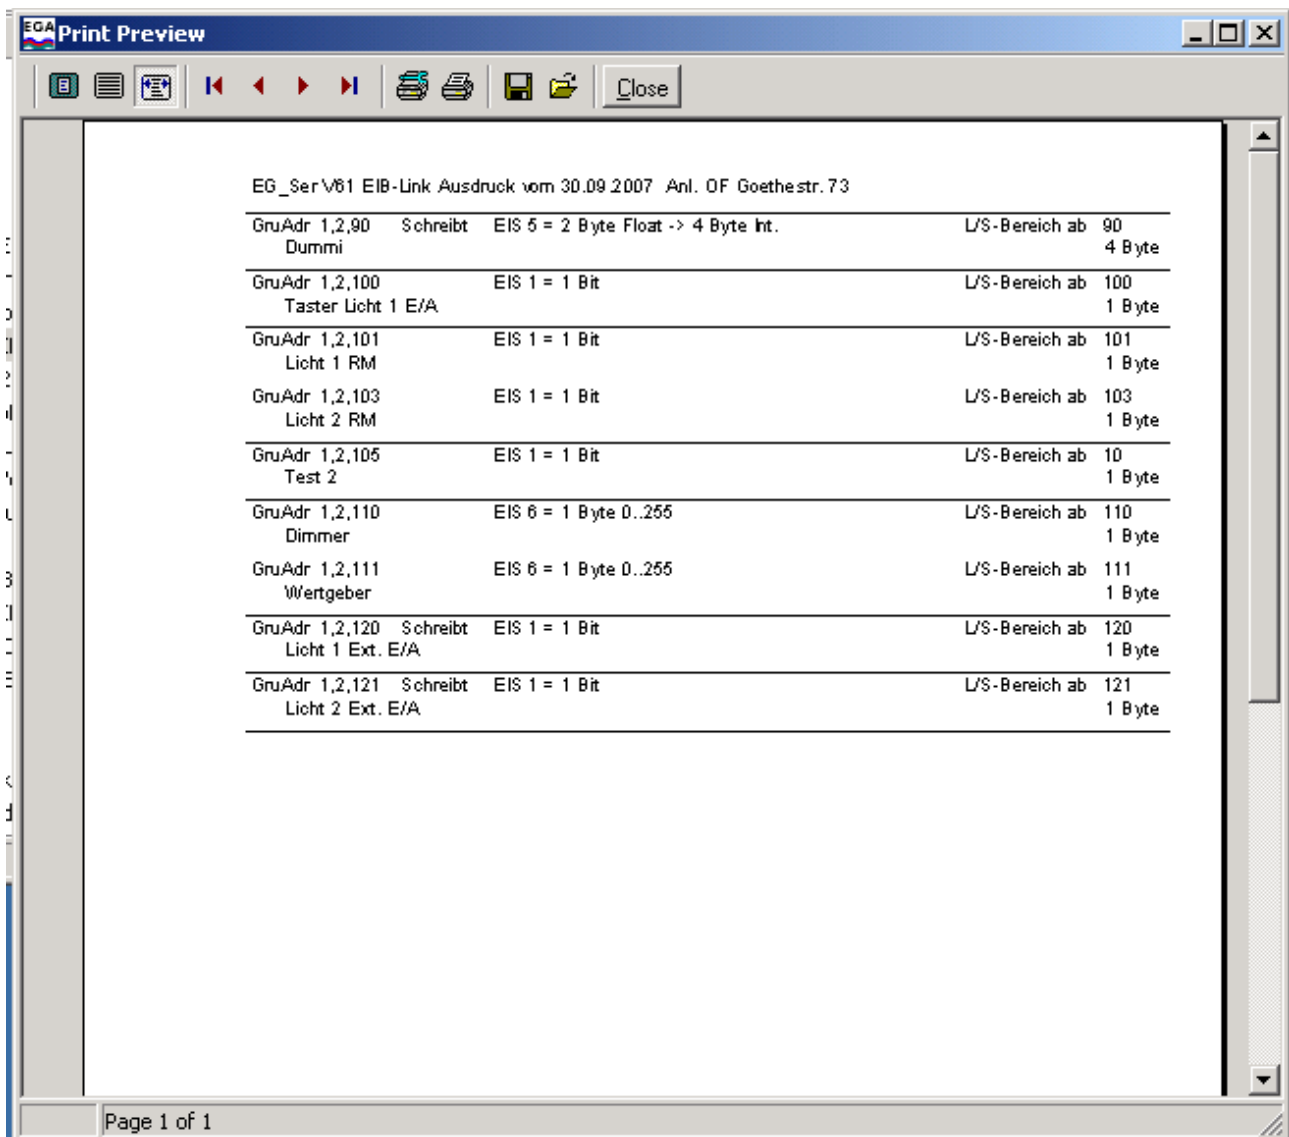 EGA Print Preview
Close
EG_Ser V61 EIB-Link Ausdruck vom 30.09.2007 Anl. OF Goethestr. 73
GruAdr 1,2,90 Schreibt EIS 5 = 2 Byte Float -> 4 Byte Int. L/S-Bereich ab 90
Dummi 4 Byte
GruAdr 1,2,100 EIS 1 = 1 Bit L/S-Bereich ab 100
Taster Licht 1 E/A 1 Byte
GruAdr 1,2,101 EIS 1 = 1 Bit L/S-Bereich ab 101
Licht 1 RM 1 Byte
GruAdr 1,2,103 EIS 1 = 1 Bit L/S-Bereich ab 103
Licht 2 RM 1 Byte
GruAdr 1,2,105 EIS 1 = 1 Bit L/S-Bereich ab 10
Test 2 1 Byte
GruAdr 1,2,110 EIS 6 = 1 Byte 0..255 L/S-Bereich ab 110
Dimmer 1 Byte
GruAdr 1,2,111 EIS 6 = 1 Byte 0..255 L/S-Bereich ab 111
Wertgeber 1 Byte
GruAdr 1,2,120 Schreibt EIS 1 = 1 Bit L/S-Bereich ab 120
Licht 1 Ext. E/A 1 Byte
GruAdr 1,2,121 Schreibt EIS 1 = 1 Bit L/S-Bereich ab 121
Licht 2 Ext. E/A 1 Byte
Page 1 of 1